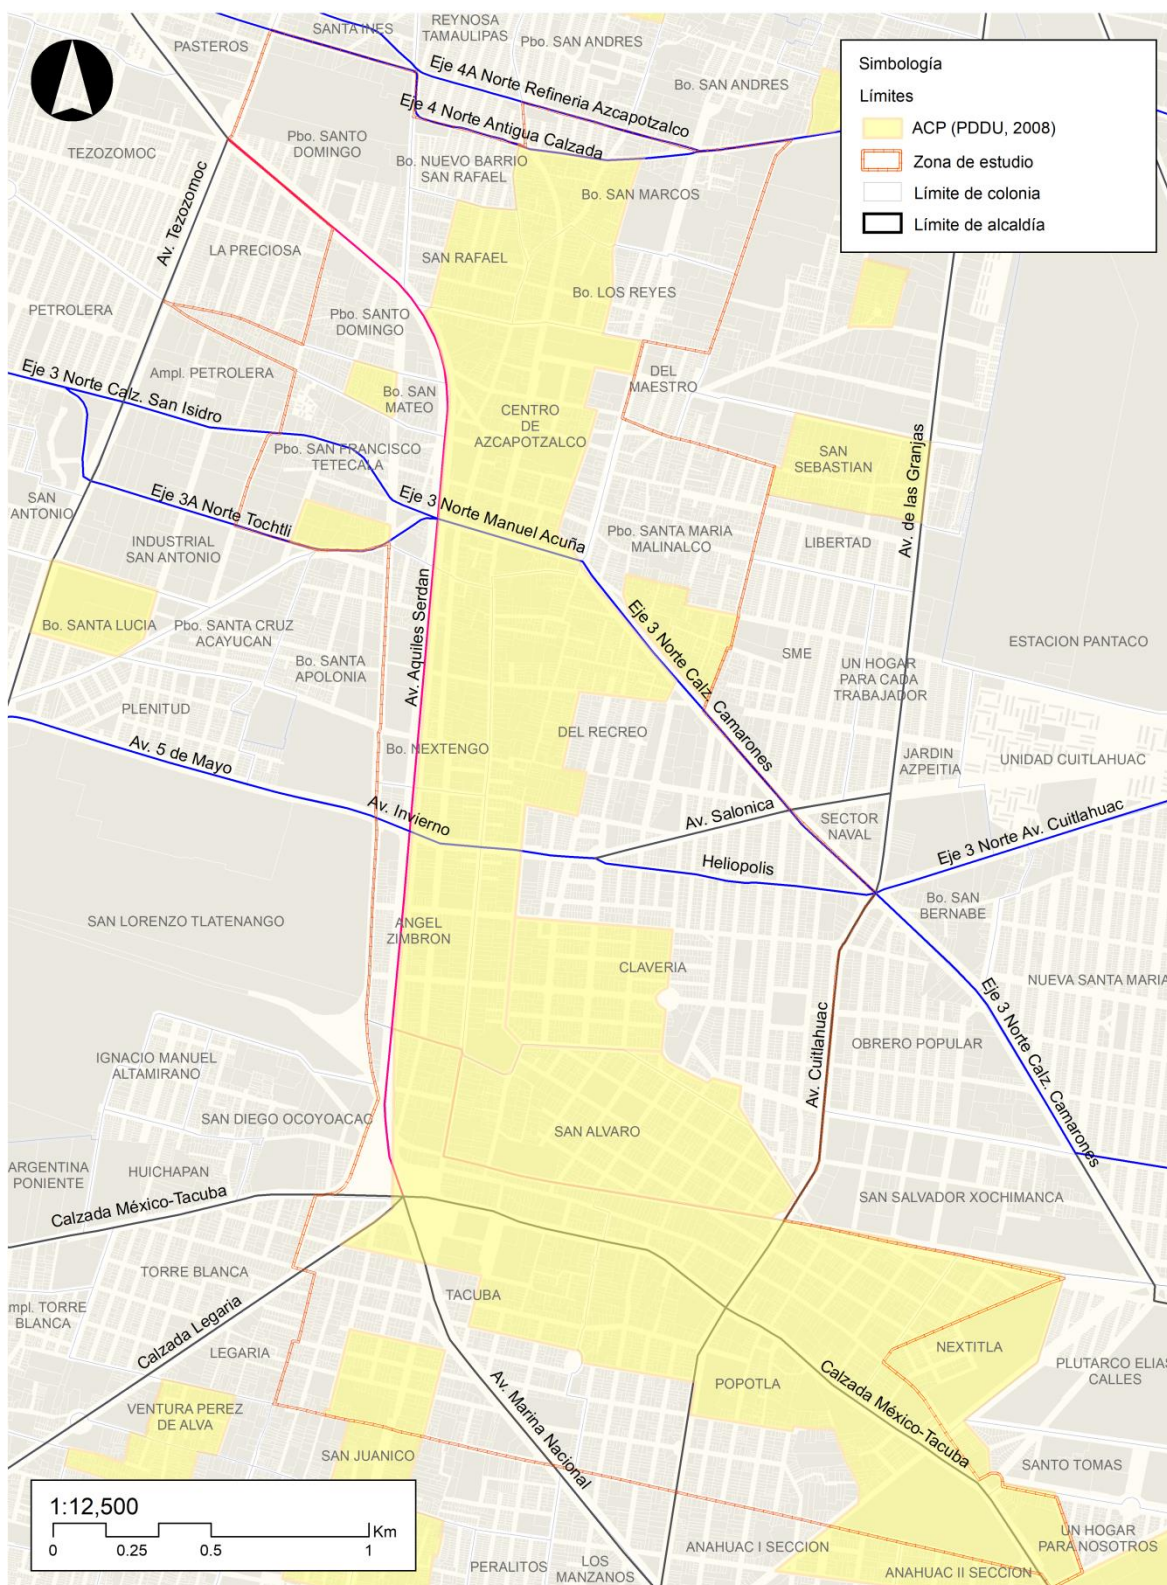 SANTA INES
REYNOSA
TAMAULIPAS
PASTEROS
Pbo. SAN ANDRES
Bo. SAN ANDRES
Eje 4A Norte Refineria Azcapotzalco
Eje 4 Norte Antigua Calzada
Simbología
Límites
ACP (PDDU, 2008)
Zona de estudio
Límite de colonia
Límite de alcaldía
TEZOZOMOC
Pbo. SANTO
DOMINGO
Bo. NUEVO BARRIO
SAN RAFAEL
Bo. SAN MARCOS
Av. Tezozomoc
LA PRECIOSA
SAN RAFAEL
Bo. LOS REYES
PETROLERA
Pbo. SANTO
DOMINGO
Ampl. PETROLERA
DEL
MAESTRO
Bo. SAN
MATEO
Eje 3 Norte Calz. San Isidro
CENTRO
DE
AZCAPOTZALCO
Pbo. SAN FRANCISCO
TETECALA
SAN
SEBASTIAN
Av. de las Granjas
SAN
ANTONIO
Eje 3A Norte Tochtli
Eje 3 Norte Manuel Acuña
INDUSTRIAL
SAN ANTONIO
Pbo. SANTA MARIA
MALINALCO
LIBERTAD
Bo. SANTA LUCIA
Pbo. SANTA CRUZ
ACAYUCAN
Av. Aquiles Serdan
Eje 3 Norte Calz. Camarones
ESTACION PANTACO
SME
UN HOGAR
PARA CADA
TRABAJADOR
Bo. SANTA
APOLONIA
PLENITUD
Bo. NEXTENGO
DEL RECREO
Av. 5 de Mayo
JARDIN
AZPEITIA
UNIDAD CUITLAHUAC
Av. Invierno
Av. Salonica
SECTOR
NAVAL
Eje 3 Norte Av. Cuitlahuac
Heliopolis
Bo. SAN
BERNABE
SAN LORENZO TLATENANGO
ANGEL
ZIMBRON
CLAVERIA
NUEVA SANTA MARIA
Eje 3 Norte Calz. Camarones
IGNACIO MANUEL
ALTAMIRANO
OBRERO POPULAR
Av. Cuitlahuac
SAN DIEGO OCOYOACAC
SAN ALVARO
ARGENTINA
PONIENTE
HUICHAPAN
Calzada México-Tacuba
SAN SALVADOR XOCHIMANCA
TORRE BLANCA
TACUBA
mpl. TORRE
BLANCA
Calzada Legaria
LEGARIA
NEXTITLA
PLUTARCO ELIAS
CALLES
POPOTLA
Calzada México-Tacuba
VENTURA PEREZ
DE ALVA
Av. Marina Nacional
SAN JUANICO
SANTO TOMAS
1:12,500
Km
0 0.25 0.5 1
UN HOGAR
PARA NOSOTROS
ANAHUAC I SECCION
PERALITOS
LOS
MANZANOS
ANAHUAC II SECCION